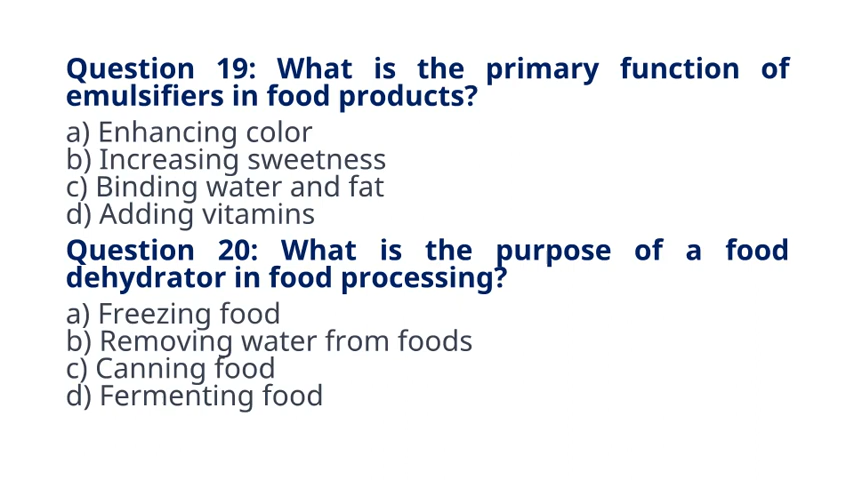 Question 19: What is the primary function of
emulsifiers in food products?
a) Enhancing color
b) Increasing sweetness
c) Binding water and fat
d) Adding vitamins
Question 20: What is the purpose of a food
dehydrator in food processing?
a) Freezing food
b) Removing water from foods
c) Canning food
d) Fermenting food